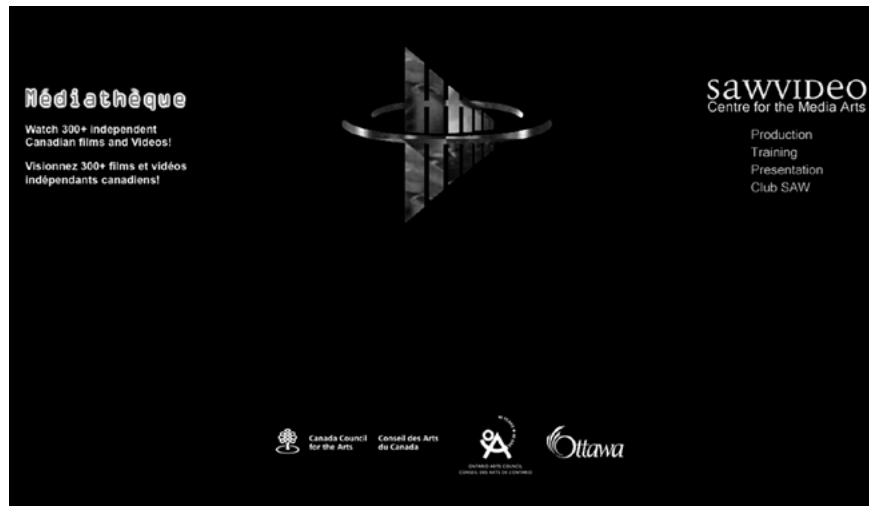 Médiathèque
Watch 300+ independent
Canadian films and Videos!
Visionnez 300+ films et vidéos
indépendants canadiens!
sawvideo
Centre for the Media Arts
Production
Training
Presentation
Club SAW
Canada Council
for the Arts
Conseil des Arts
du Canada
ONTARIO ARTS COUNCIL
CONSEIL DES ARTS DE L'ONTARIO
Ottawa